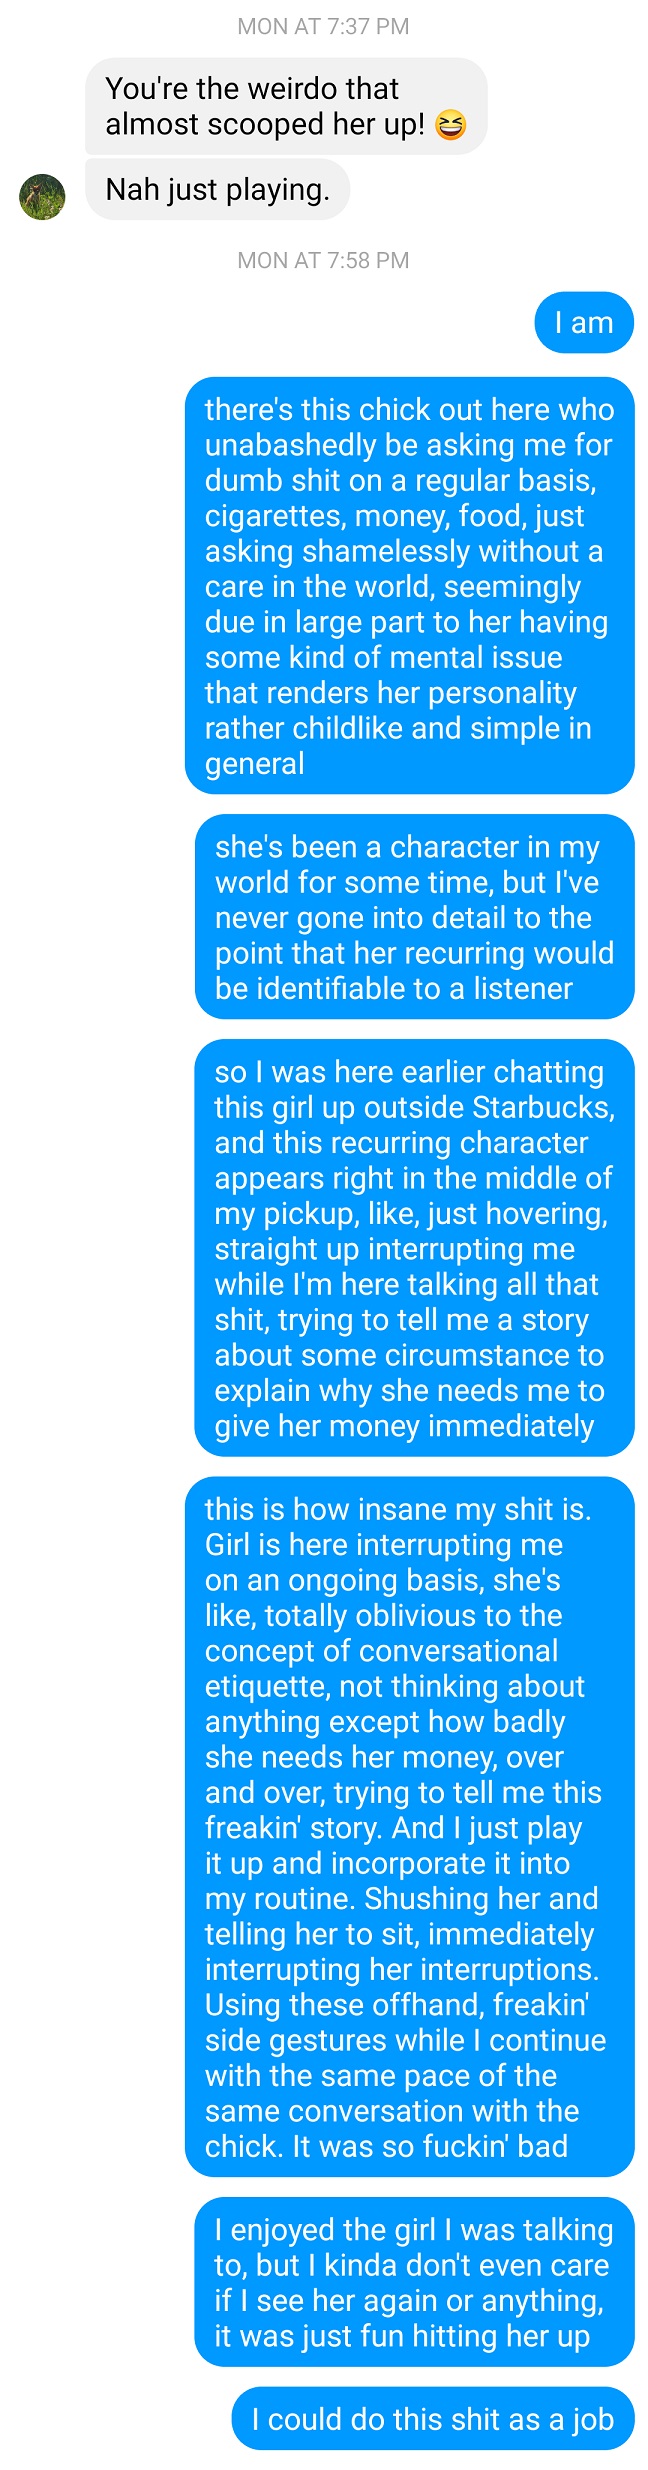 MON AT 7:37 PM
You're the weirdo that
almost scooped her up! 😆
Nah just playing.
MON AT 7:58 PM
I am
there's this chick out here who
unabashedly be asking me for
dumb shit on a regular basis,
cigarettes, money, food, just
asking shamelessly without a
care in the world, seemingly
due in large part to her having
some kind of mental issue
that renders her personality
rather childlike and simple in
general
she's been a character in my
world for some time, but I've
never gone into detail to the
point that her recurring would
be identifiable to a listener
so I was here earlier chatting
this girl up outside Starbucks,
and this recurring character
appears right in the middle of
my pickup, like, just hovering,
straight up interrupting me
while I'm here talking all that
shit, trying to tell me a story
about some circumstance to
explain why she needs me to
give her money immediately
this is how insane my shit is.
Girl is here interrupting me
on an ongoing basis, she's
like, totally oblivious to the
concept of conversational
etiquette, not thinking about
anything except how badly
she needs her money, over
and over, trying to tell me this
freakin' story. And I just play
it up and incorporate it into
my routine. Shushing her and
telling her to sit, immediately
interrupting her interruptions.
Using these offhand, freakin'
side gestures while I continue
with the same pace of the
same conversation with the
chick. It was so fuckin' bad
I enjoyed the girl I was talking
to, but I kinda don't even care
if I see her again or anything,
it was just fun hitting her up
I could do this shit as a job